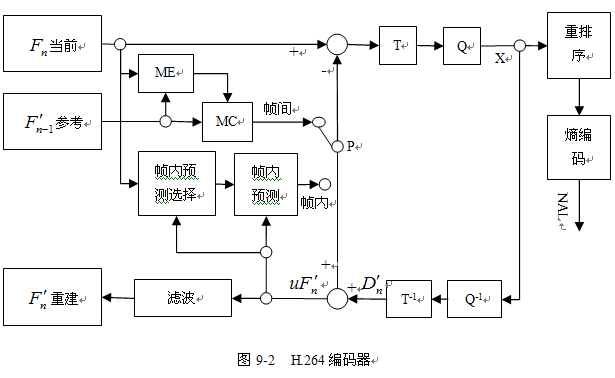 Fn当前
+
-
T
Q
X
重排序
ME
F'n-1参考
MC
帧间
P
熵编码
帧内预测选择
帧内预测
帧内
NAL
+
F'n重建
滤波
uF'n
+
D'n
T-1
Q-1
图 9-2 H.264 编码器